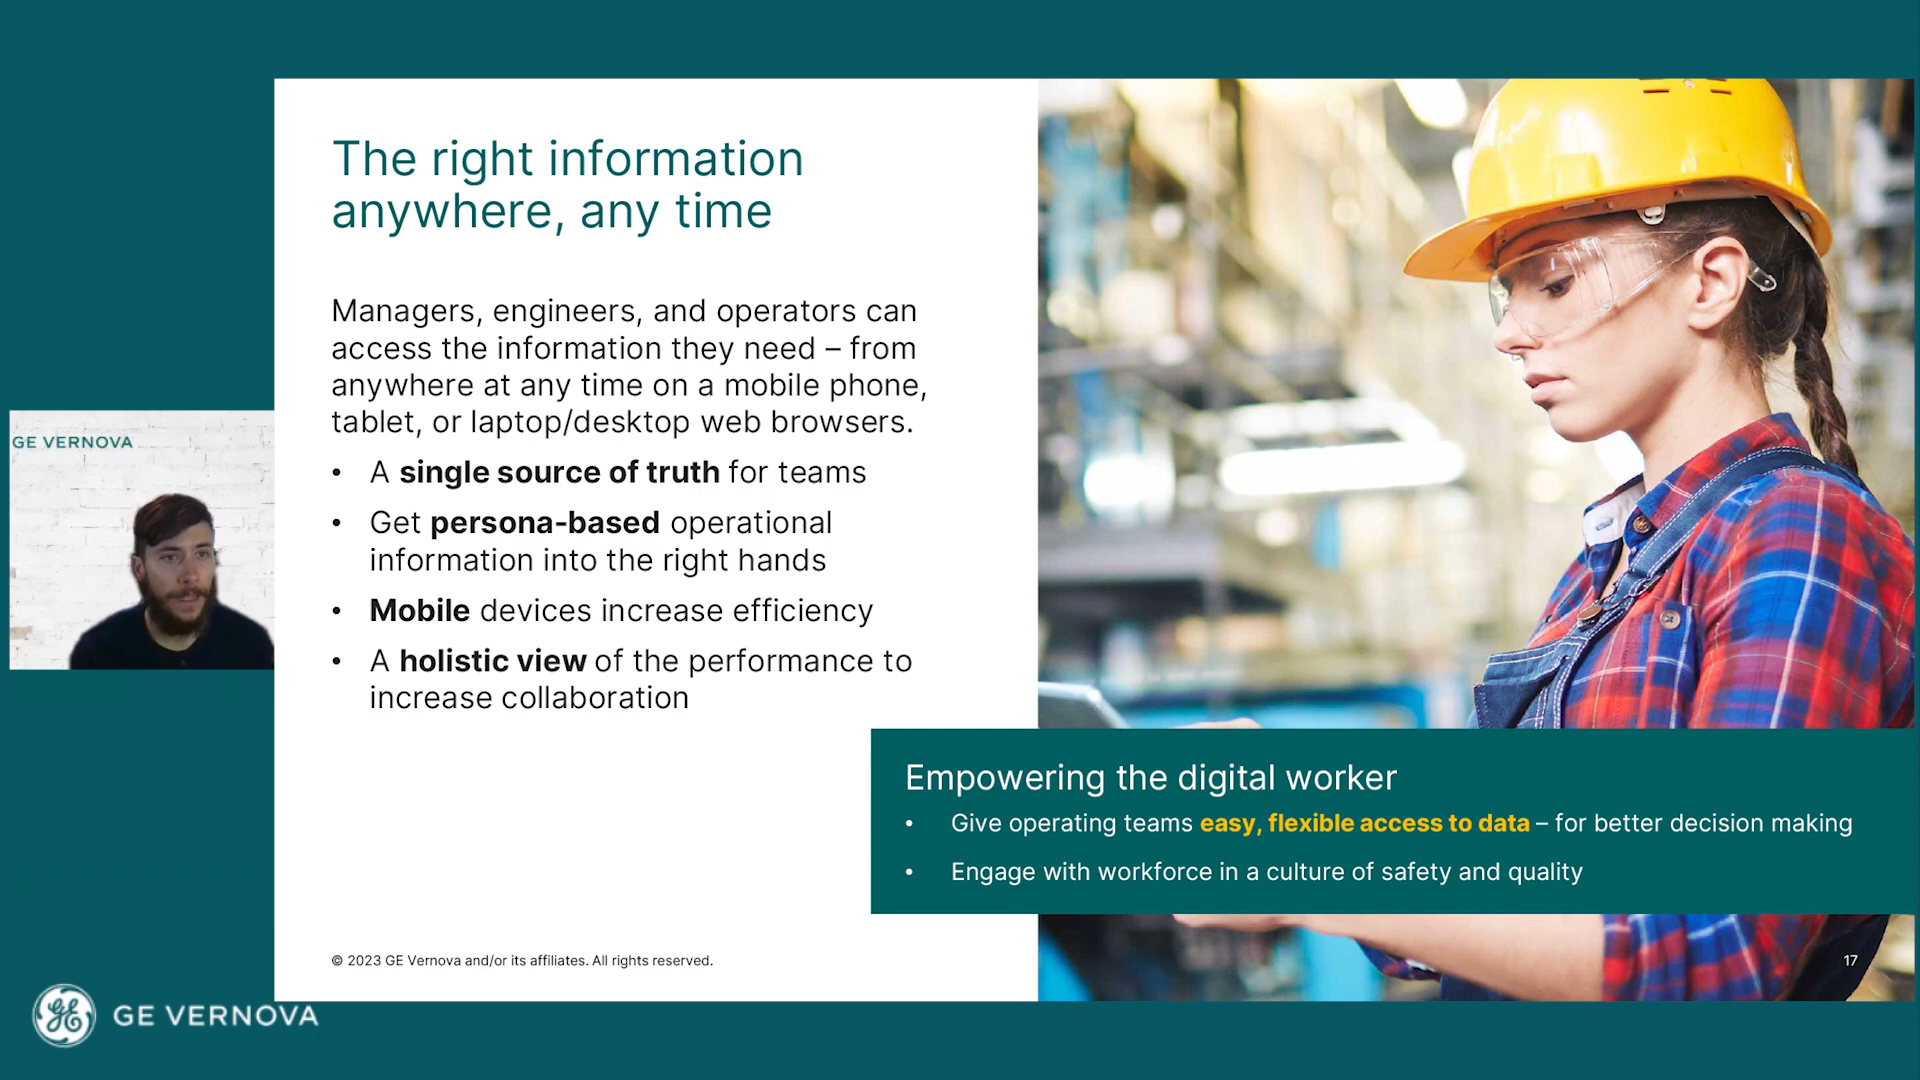 The right information
anywhere, any time
Managers, engineers, and operators can
access the information they need – from
anywhere at any time on a mobile phone,
tablet, or laptop/desktop web browsers.
• A single source of truth for teams
• Get persona-based operational
information into the right hands
• Mobile devices increase efficiency
• A holistic view of the performance to
increase collaboration
Empowering the digital worker
• Give operating teams easy, flexible access to data – for better decision making
• Engage with workforce in a culture of safety and quality
© 2023 GE Vernova and/or its affiliates. All rights reserved.
17
GE VERNOVA
GE
GE VERNOVA